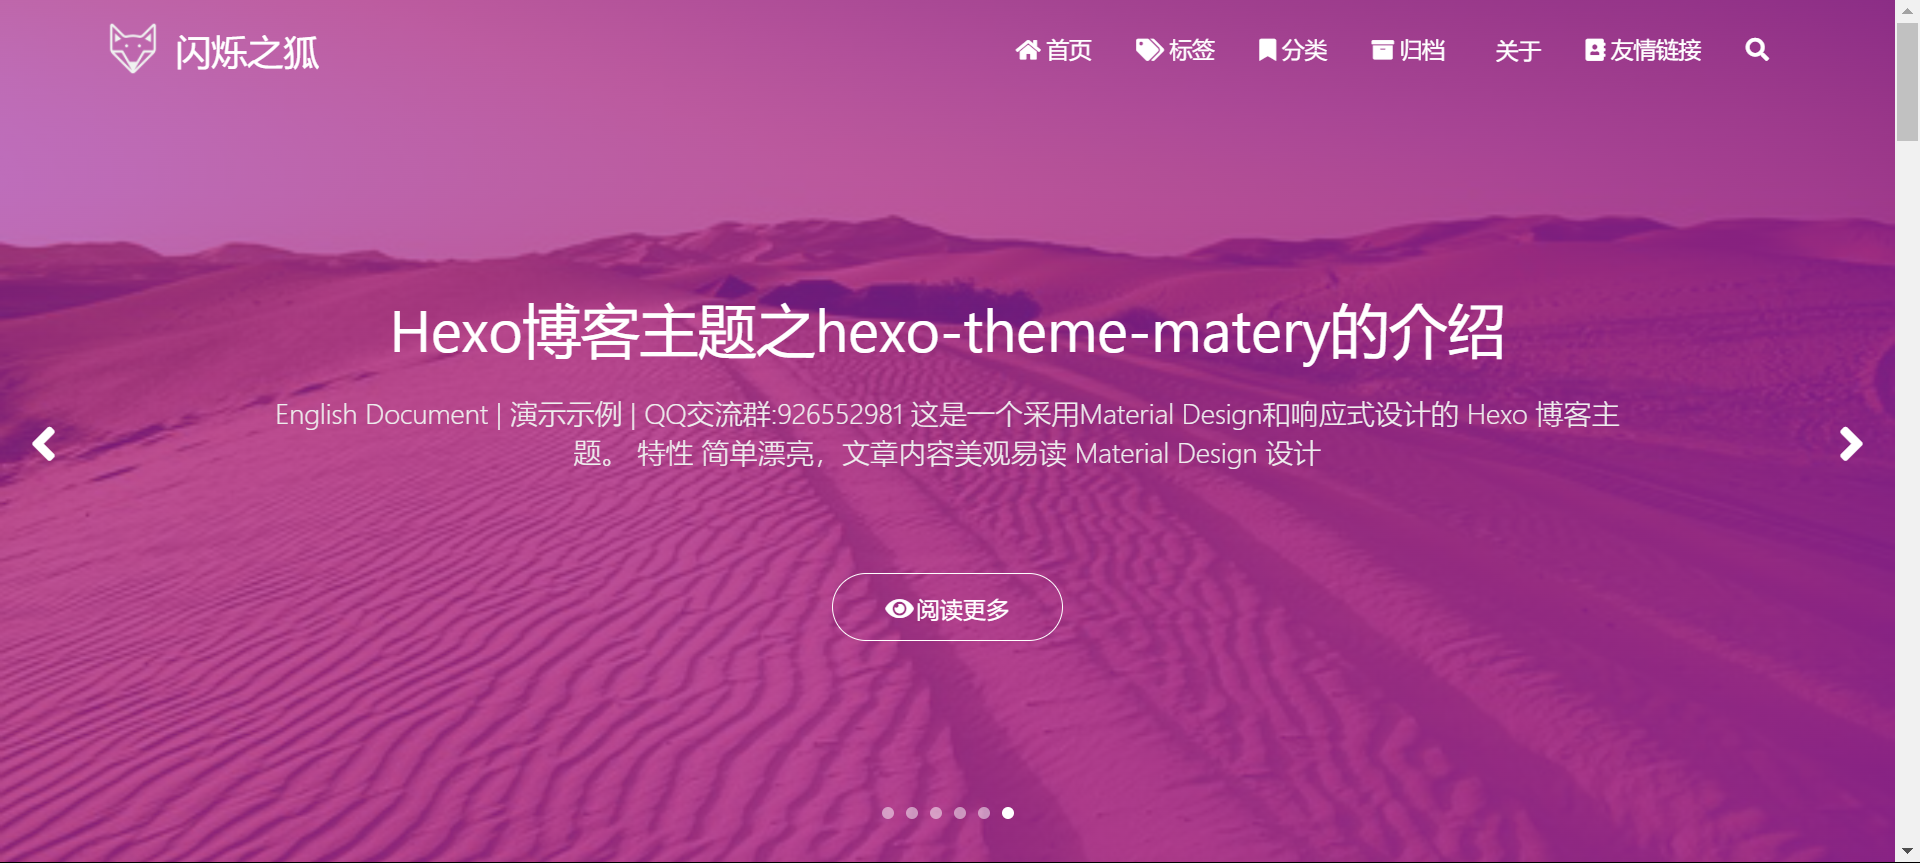 闪烁之狐
首页 标签 分类 归档 关于 友情链接
Hexo博客主题之hexo-theme-matery的介绍
English Document | 演示示例 | QQ交流群:926552981 这是一个采用Material Design和响应式设计的 Hexo 博客主
题。 特性 简单漂亮，文章内容美观易读 Material Design 设计
阅读更多